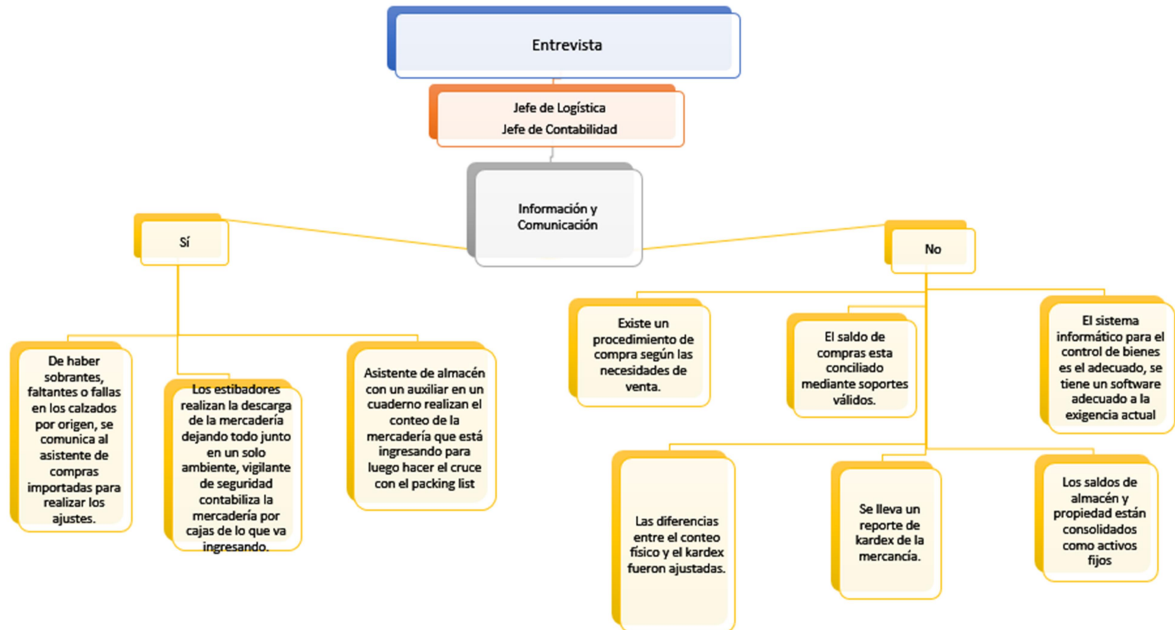 Entrevista
Jefe de Logística
Jefe de Contabilidad
Información y
Comunicación
Sí
No
De haber
sobrantes,
faltantes o fallas
en los calzados
por origen, se
comunica al
asistente de
compras
importadas para
realizar los
ajustes.
Los estibadores
realizan la descarga
de la mercadería
dejando todo junto
en un solo
ambiente, vigilante
de seguridad
contabiliza la
mercadería por
cajas de lo que va
ingresando.
Asistente de almacén
con un auxiliar en un
cuaderno realizan el
conteo de la
mercadería que está
ingresando para
luego hacer el cruce
con el packing list
Existe un
procedimiento de
compra según las
necesidades de
venta.
El saldo de
compras esta
conciliado
mediante soportes
válidos.
El sistema
informático para el
control de bienes
es el adecuado, se
tiene un software
adecuado a la
exigencia actual
Las diferencias
entre el conteo
físico y el kardex
fueron ajustadas.
Se lleva un
reporte de
kardex de la
mercancía.
Los saldos de
almacén y
propiedad están
consolidados
como activos
fijos